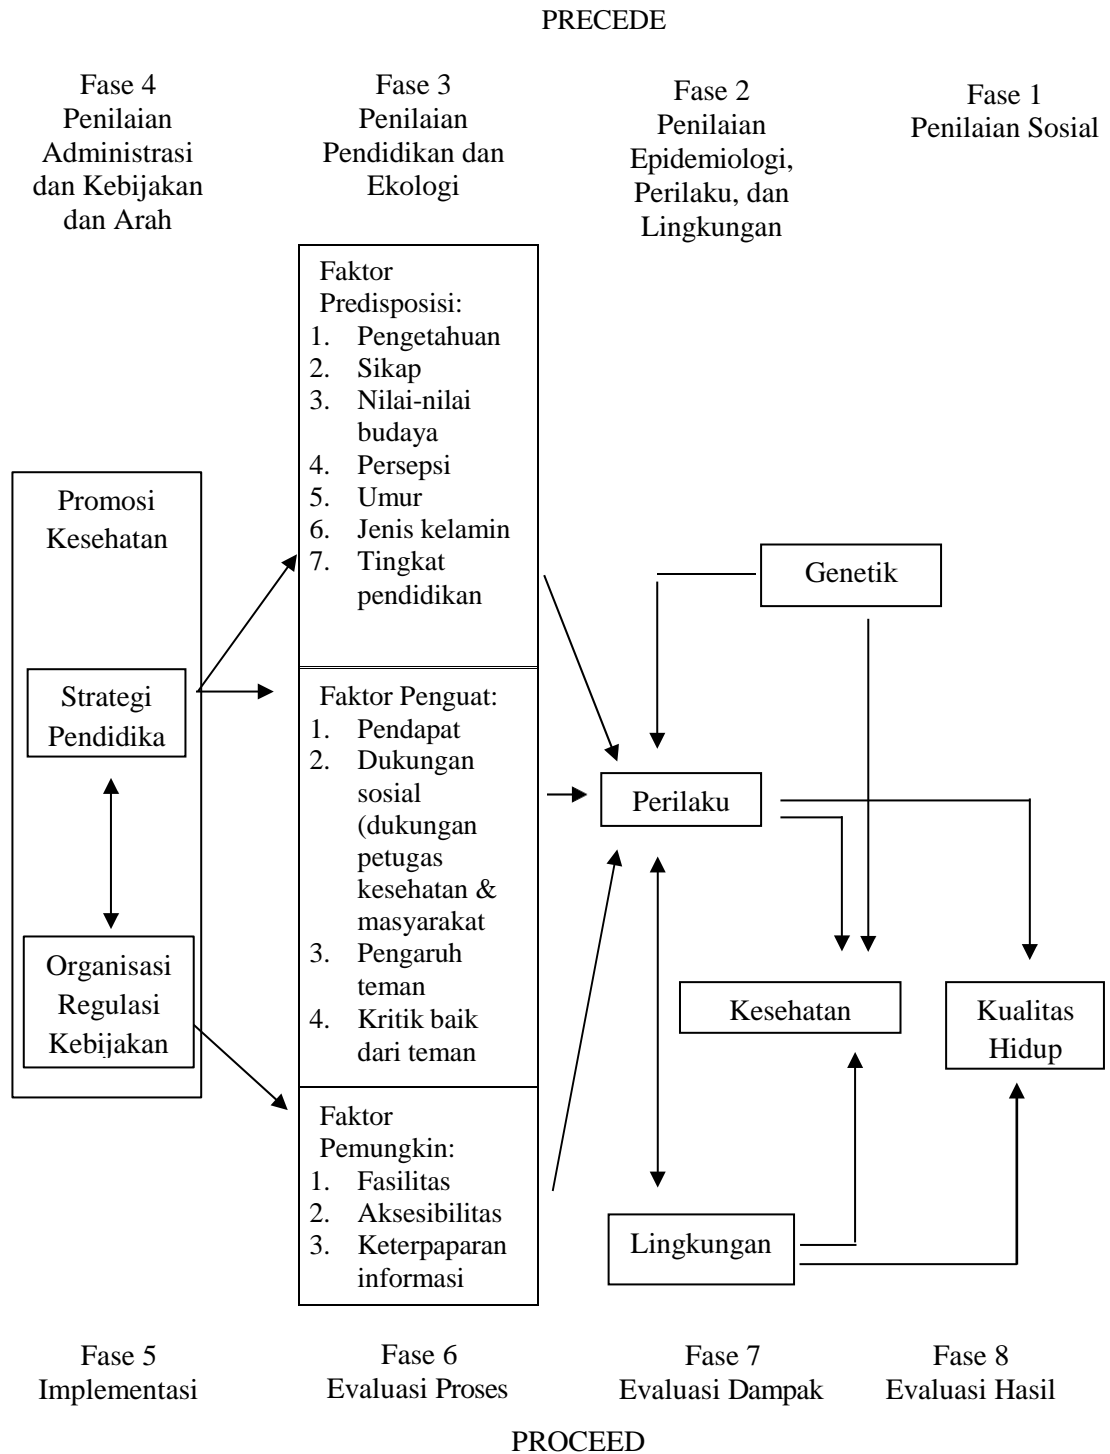 PRECEDE
Fase 4
Penilaian
Administrasi
dan Kebijakan
dan Arah
Fase 3
Penilaian
Pendidikan dan
Ekologi
Fase 2
Penilaian
Epidemiologi,
Perilaku, dan
Lingkungan
Fase 1
Penilaian Sosial
Promosi
Kesehatan
Strategi
Pendidika
Organisasi
Regulasi
Kebijakan
Faktor
Predisposisi:
1. Pengetahuan
2. Sikap
3. Nilai-nilai
budaya
4. Persepsi
5. Umur
6. Jenis kelamin
7. Tingkat
pendidikan
Faktor Penguat:
1. Pendapat
2. Dukungan
sosial
(dukungan
petugas
kesehatan &
masyarakat
3. Pengaruh
teman
4. Kritik baik
dari teman
Faktor
Pemungkin:
1. Fasilitas
2. Aksesibilitas
3. Keterpaparan
informasi
Genetik
Perilaku
Kesehatan
Kualitas
Hidup
Lingkungan
Fase 5
Implementasi
Fase 6
Evaluasi Proses
Fase 7
Evaluasi Dampak
Fase 8
Evaluasi Hasil
PROCEED